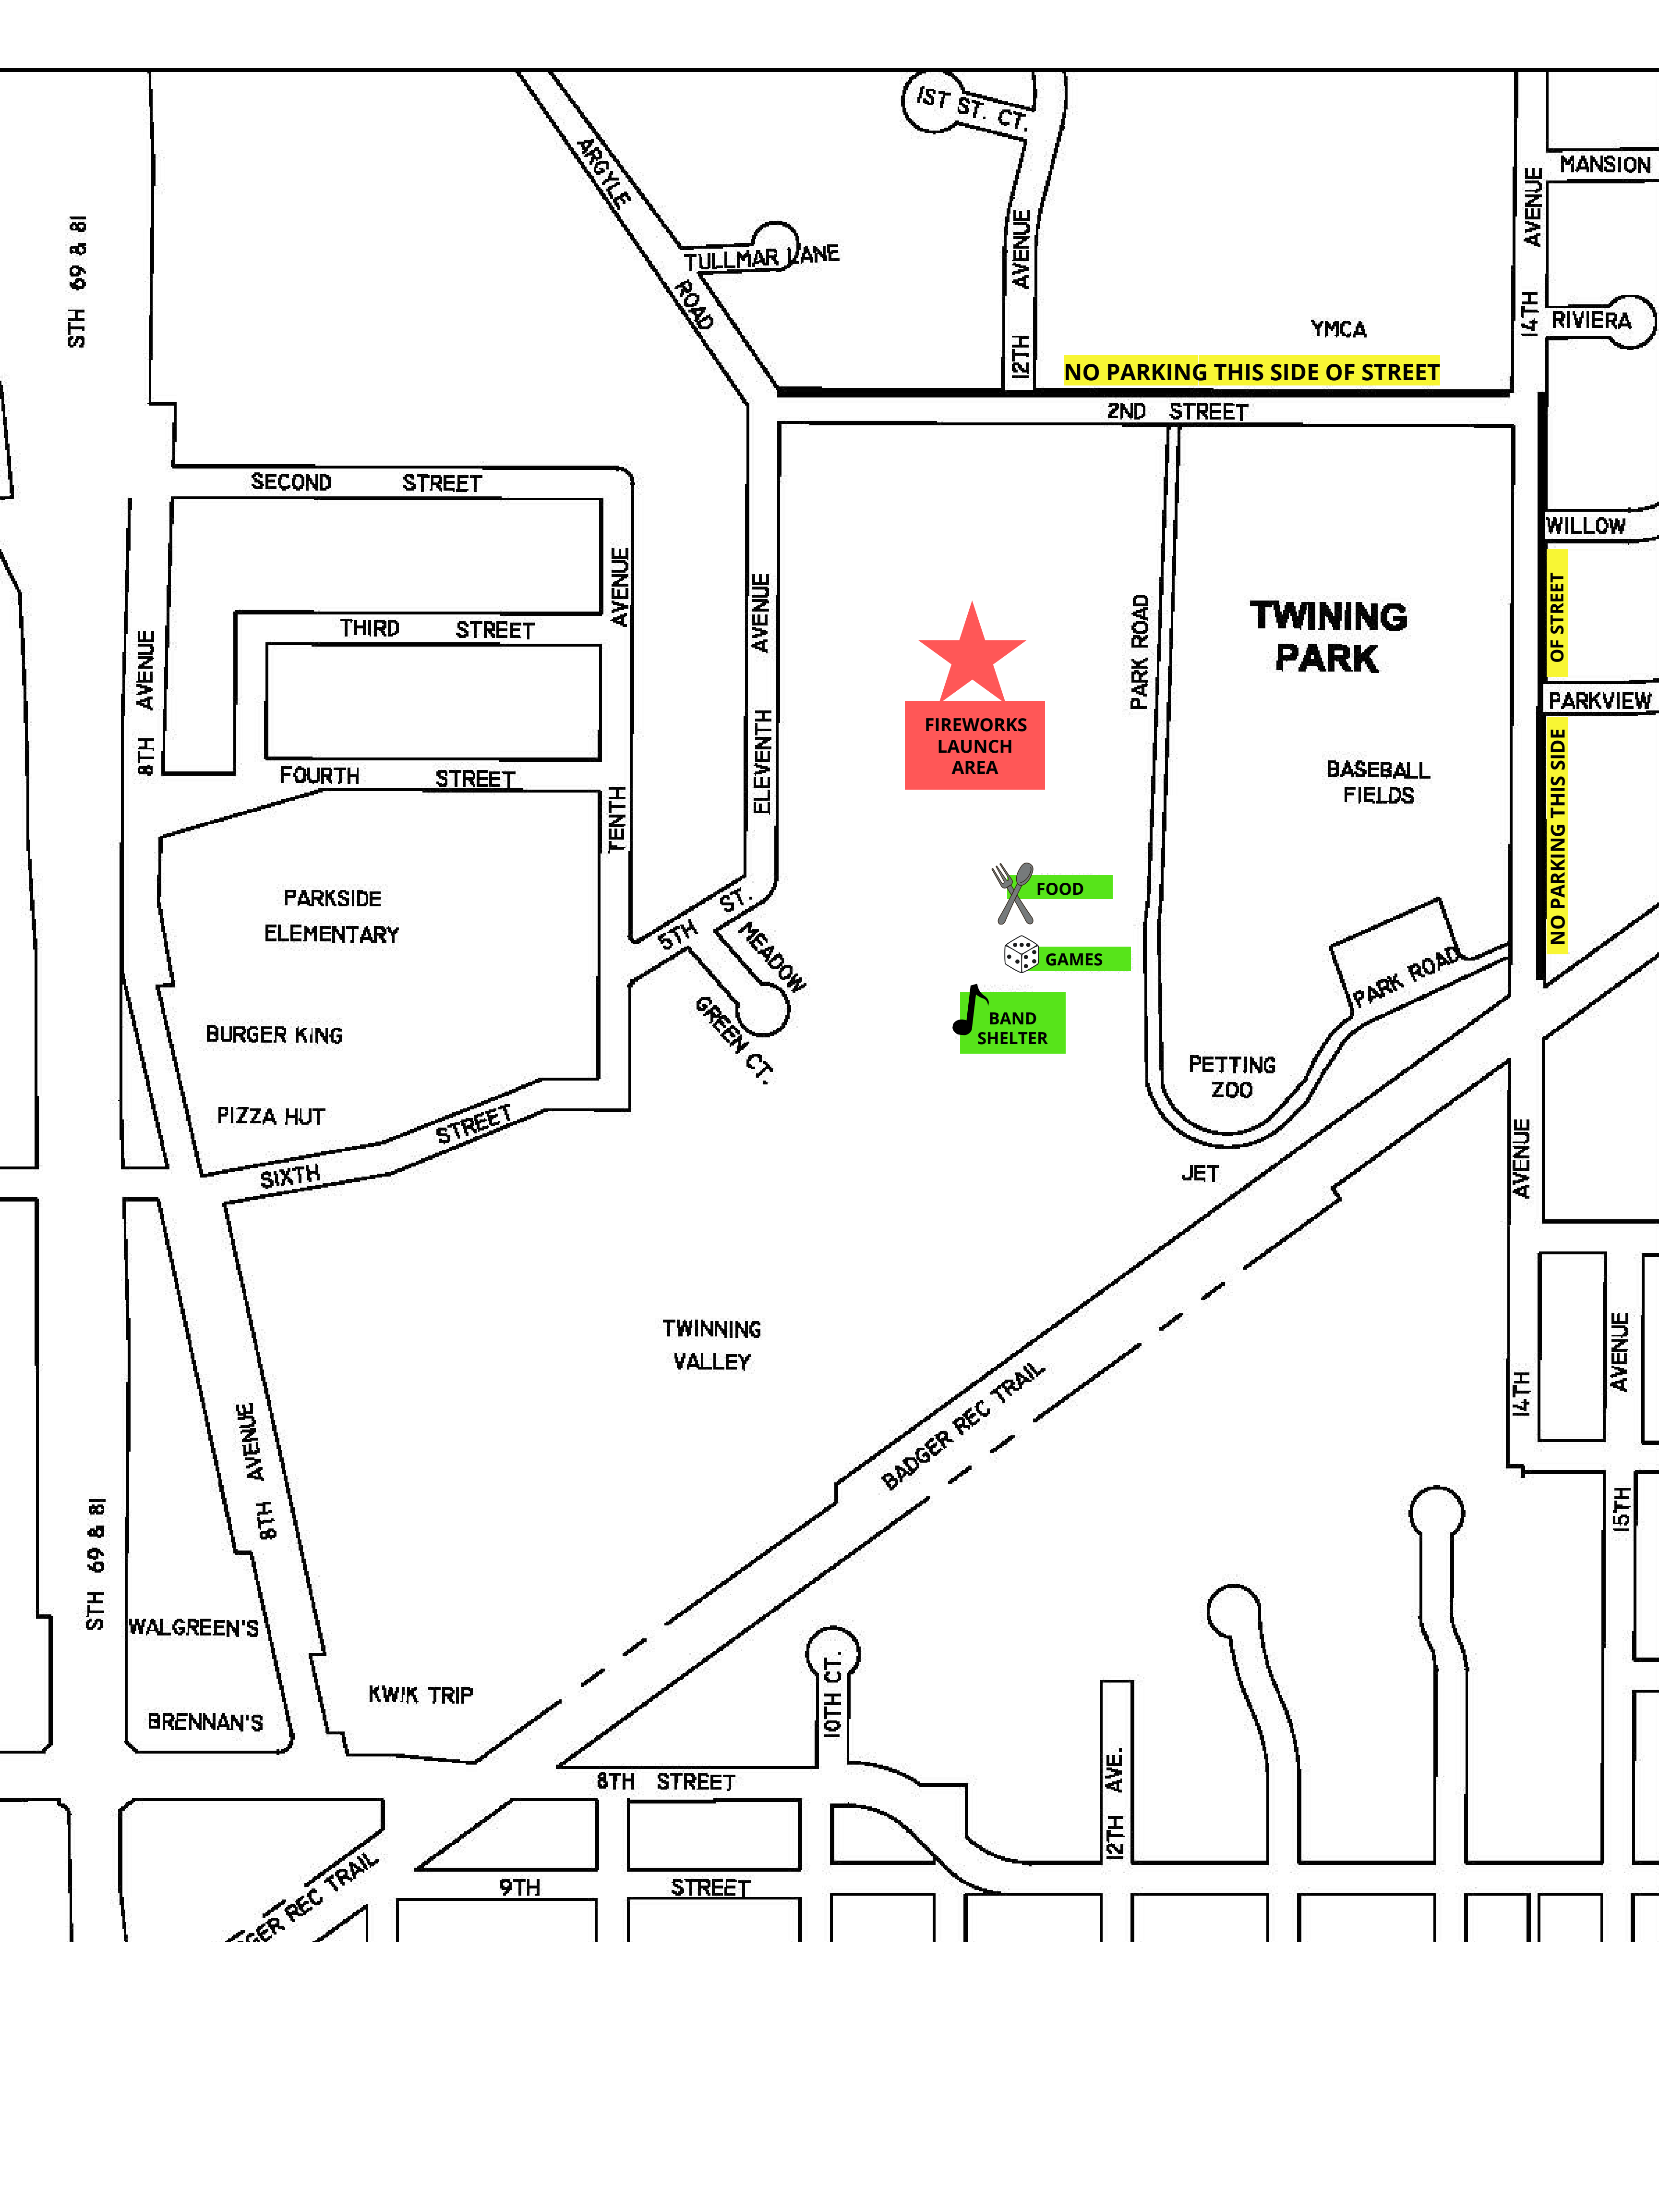 1ST ST. CT.
MANSION
ARGYLE
ROAD
STH 69 & 81
TULLMAR LANE
12TH AVENUE
14TH AVENUE
RIVIERA
YMCA
NO PARKING THIS SIDE OF STREET
2ND STREET
SECOND STREET
WILLOW
THIRD STREET
TENTH AVENUE
ELEVENTH AVENUE
PARK ROAD
TWINING
PARK
NO PARKING THIS SIDE OF STREET
PARKVIEW
8TH AVENUE
FIREWORKS
LAUNCH
AREA
FOURTH STREET
BASEBALL
FIELDS
PARKSIDE
ELEMENTARY
5TH ST.
MEADOW
GREEN CT.
FOOD
GAMES
BAND
SHELTER
PARK ROAD
BURGER KING
PETTING
ZOO
PIZZA HUT
SIXTH STREET
JET
14TH AVENUE
TWINNING
VALLEY
BADGER REC TRAIL
15TH AVENUE
8TH AVENUE
STH 69 & 81
WALGREEN'S
KWIK TRIP
BRENNAN'S
10TH CT.
8TH STREET
12TH AVE.
GER REC TRAIL
9TH STREET